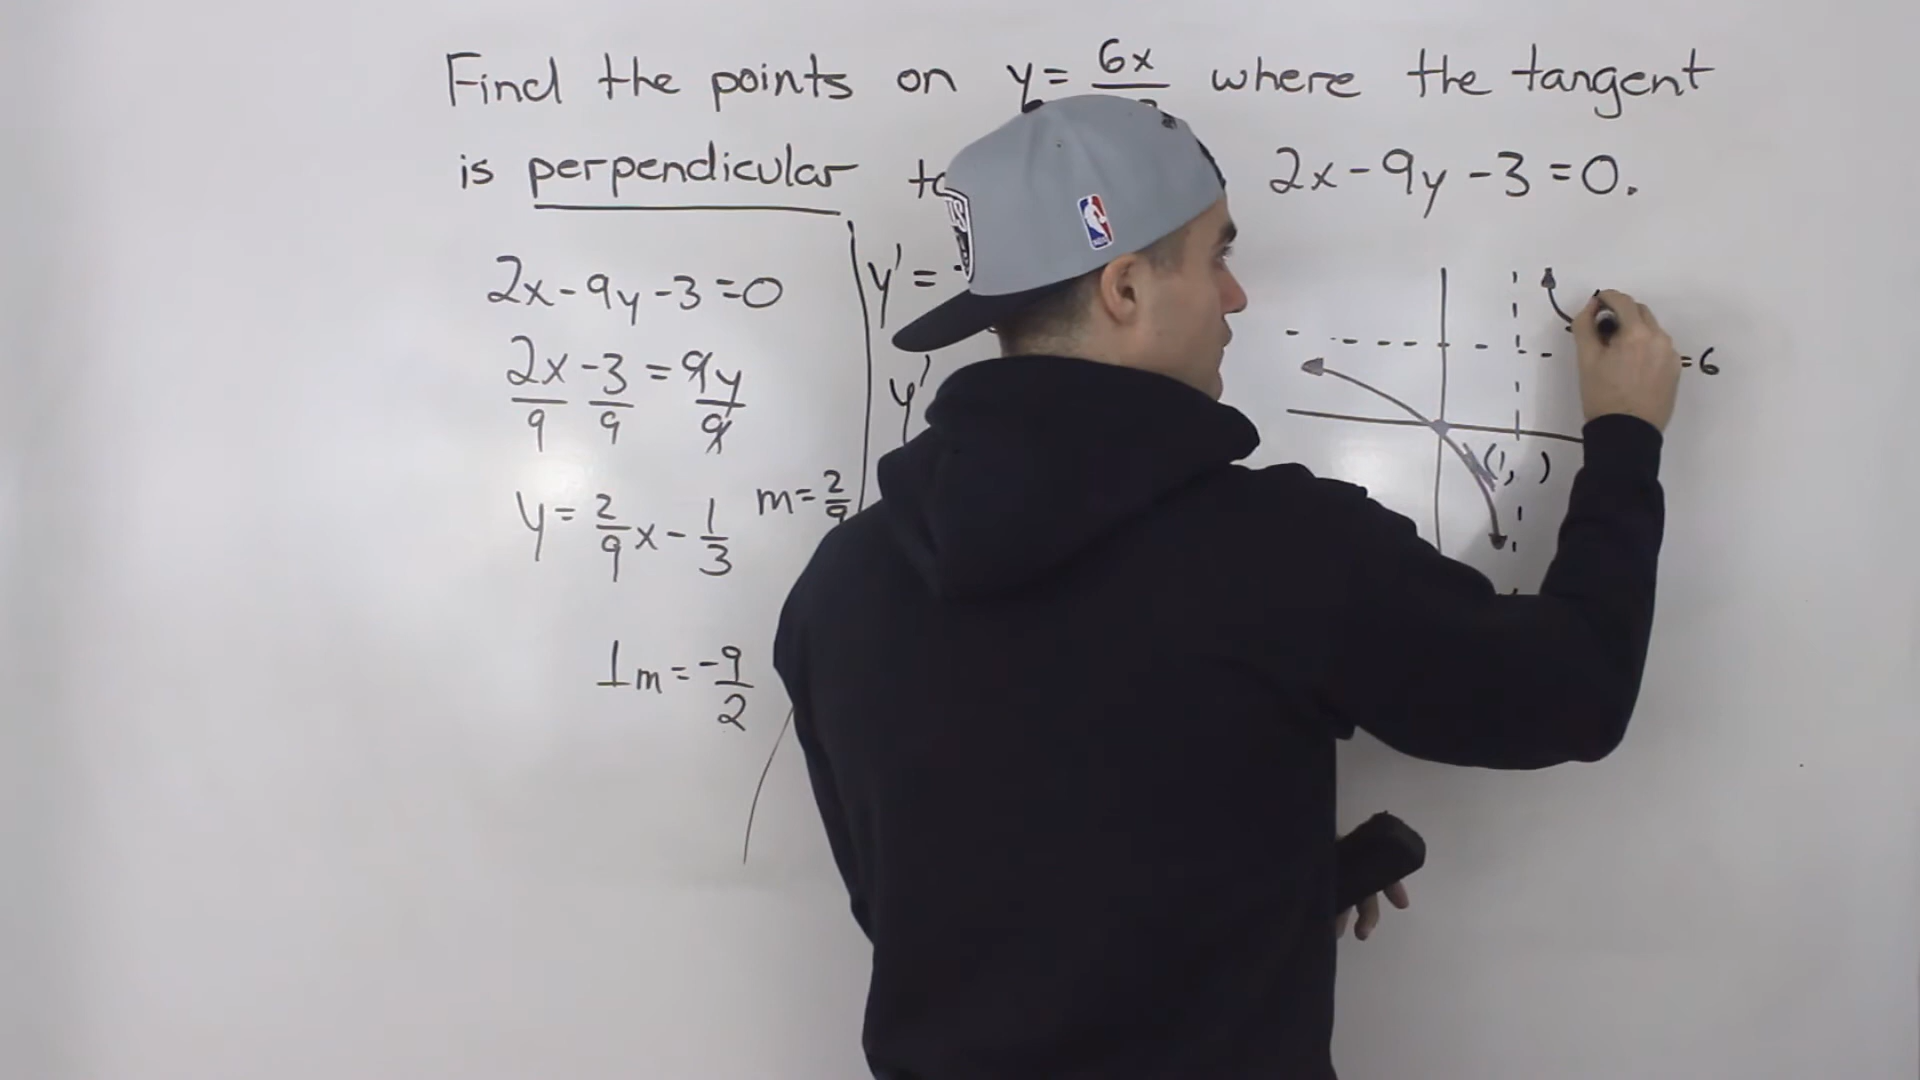 Find the points on y = 6x where the tangent
is perpendicular 2x - 9y - 3 = 0.
2x - 9y - 3 = 0
2x - 3 = 9y
9 9 9
y = 2/9 x - 1/3 m = 2/9
⊥m = -9/2
y' =
y'
= 6
(1, )